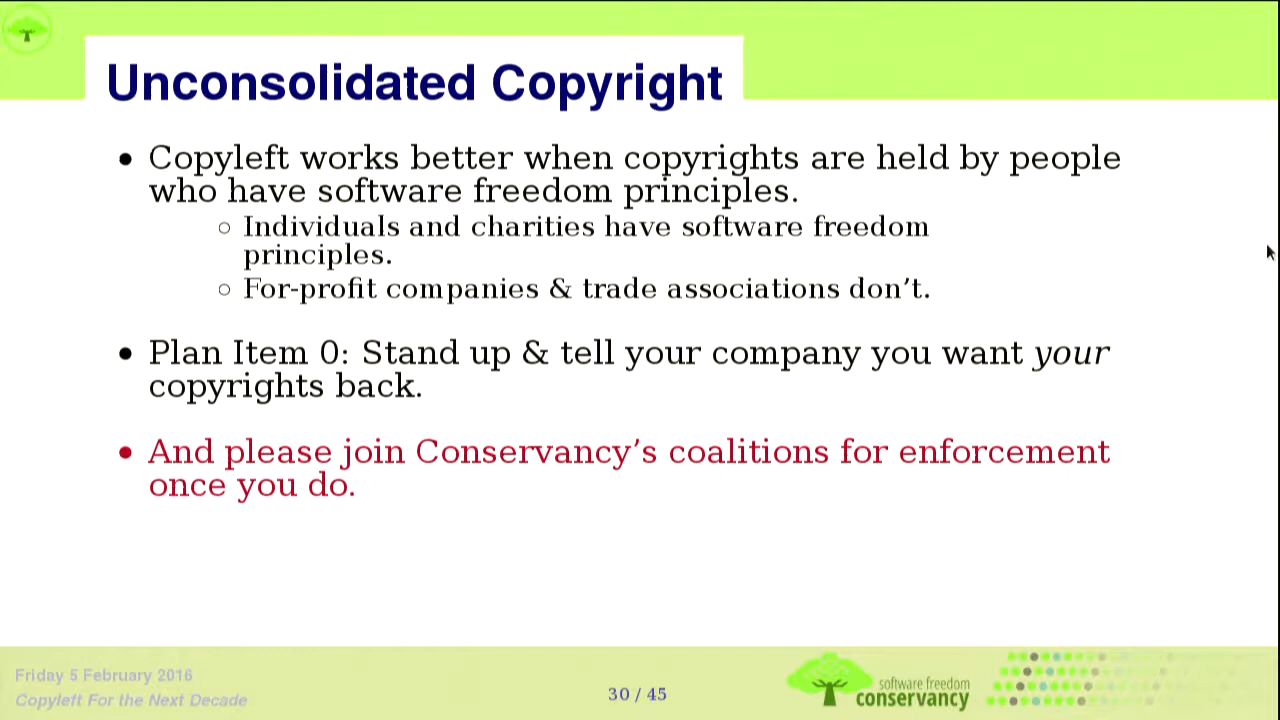 Unconsolidated Copyright
• Copyleft works better when copyrights are held by people
who have software freedom principles.
○ Individuals and charities have software freedom
principles.
○ For-profit companies & trade associations don’t.
• Plan Item 0: Stand up & tell your company you want your
copyrights back.
• And please join Conservancy’s coalitions for enforcement
once you do.
Friday 5 February 2016
Copyleft For the Next Decade
30 / 45
software freedom
conservancy